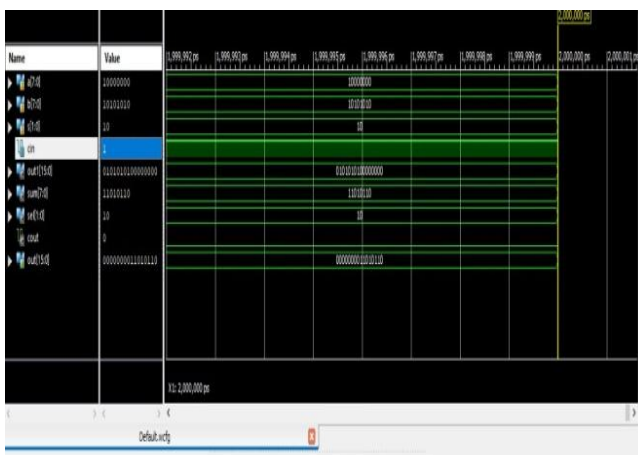 2,000,000 ps
Name Value 1,999,992 ps 1,999,993 ps 1,999,994 ps 1,999,995 ps 1,999,996 ps 1,999,997 ps 1,999,998 ps 1,999,999 ps 2,000,000 ps 2,000,001 ps
a[7:0] 10000000 10000000
b[7:0] 10101010 10101010
s[1:0] 10 10
cin 1
out1[15:0] 0101010100000000 0101010100000000
sum[7:0] 11010110 11010110
sel[1:0] 10 10
cout 0
out[15:0] 0000000011010110 0000000011010110
X1: 2,000,000 ps
Default.wcfg